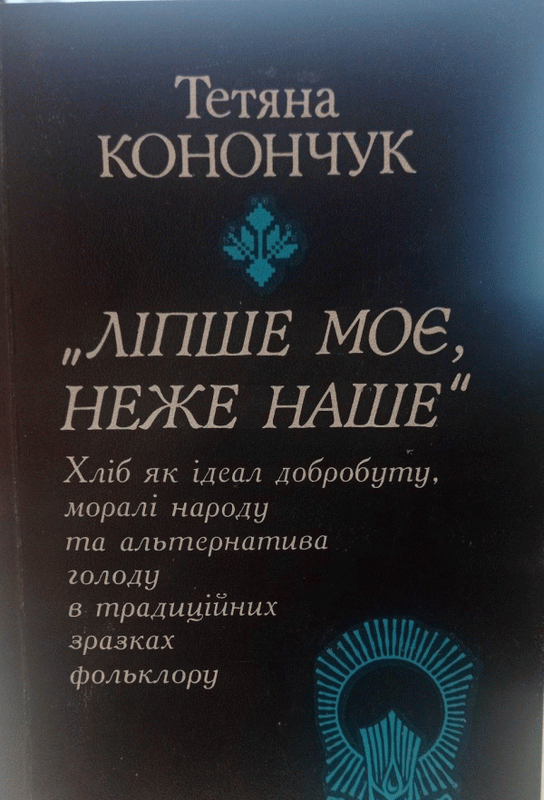 Тетяна
КОНОНЧУК
„ЛІПШЕ МОЄ,
НЕЖЕ НАШЕ“
Хліб як ідеал добробуту,
моралі народу
та альтернатива
голоду
в традиційних
зразках
фольклору